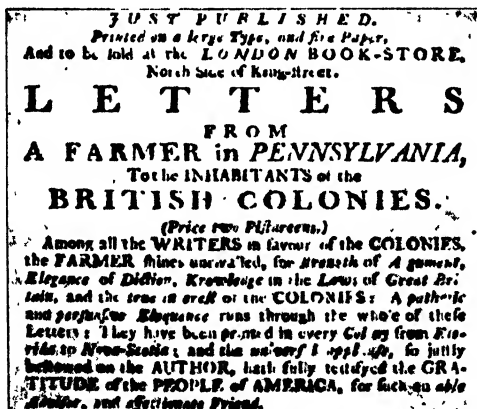 JUST PUBLISHED.
Printed on a large Type, and fine Paper,
And to be sold at the LONDON BOOK-STORE,
North Side of King-street.
LETTERS
FROM
A FARMER in PENNSYLVANIA,
To the INHABITANTS of the
BRITISH COLONIES.
(Price two Pistareens.)
Among all the WRITERS in favour of the COLONIES,
the FARMER shines unrivalled, for strength of Argument,
Elegance of Diction, Knowledge in the Laws of Great Bri-
tain, and the true interest of the COLONIES: A pathetic
and persuasive Eloquence runs through the whole of these
Letters: They have been printed in every Colony from Flo-
rida to Nova-Scotia; and the universal applause, so justly
bestowed on the AUTHOR, hath fully testifyed the GRA-
TITUDE of the PEOPLE of AMERICA, for such an able
Adviser, and affectionate Friend.